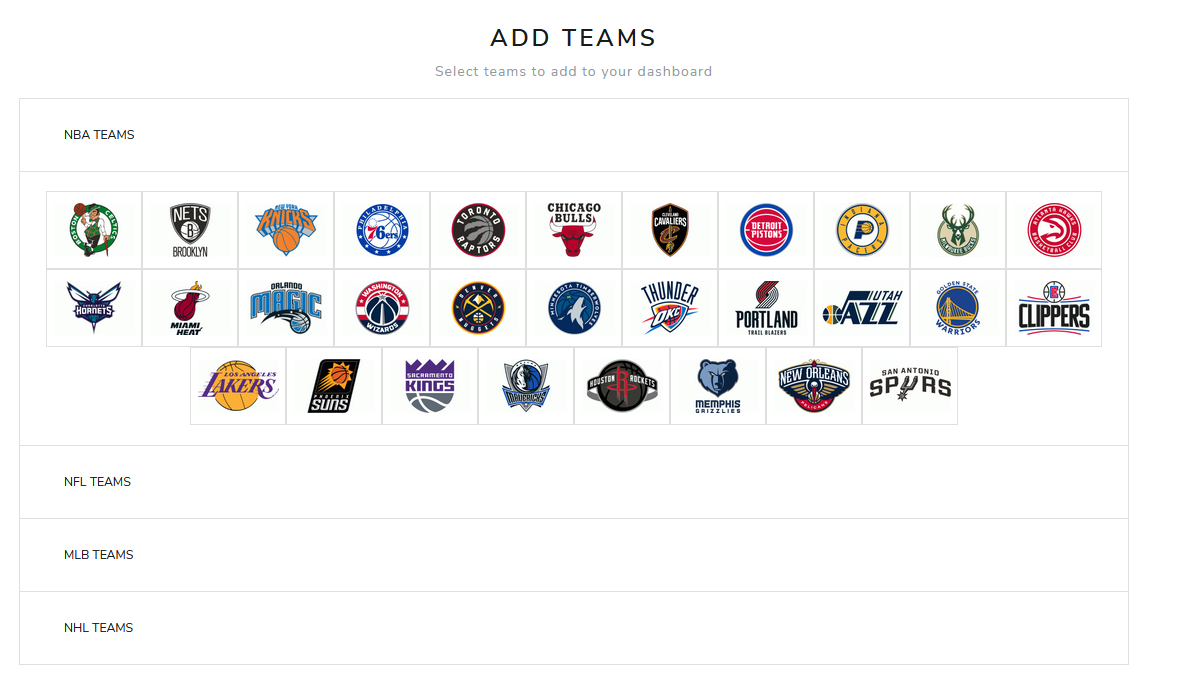 ADD TEAMS
Select teams to add to your dashboard
NBA TEAMS
BOSTON CELTICS
NETS
B
BROOKLYN
NEW YORK
KNICKS
PHILADELPHIA
76ers
TORONTO
RAPTORS
CHICAGO
BULLS
CLEVELAND
CAVALIERS
C
DETROIT
PISTONS
INDIANA
P
PACERS
MILWAUKEE BUCKS
ATLANTA HAWKS
BASKETBALL CLUB
CHARLOTTE
HORNETS
MIAMI
HEAT
ORLANDO
MAGIC
WASHINGTON
WIZARDS
DENVER
NUGGETS
MINNESOTA TIMBERWOLVES
THUNDER
OKC
PORTLAND
TRAIL BLAZERS
UTAH
JAZZ
GOLDEN STATE
WARRIORS
LA
CLIPPERS
LOS ANGELES
LAKERS
PHOENIX
SUNS
SACRAMENTO
KINGS
MAVERICKS
HOUSTON R ROCKETS
MEMPHIS
GRIZZLIES
NEW ORLEANS
PELICANS
SAN ANTONIO
SPURS
NFL TEAMS
MLB TEAMS
NHL TEAMS